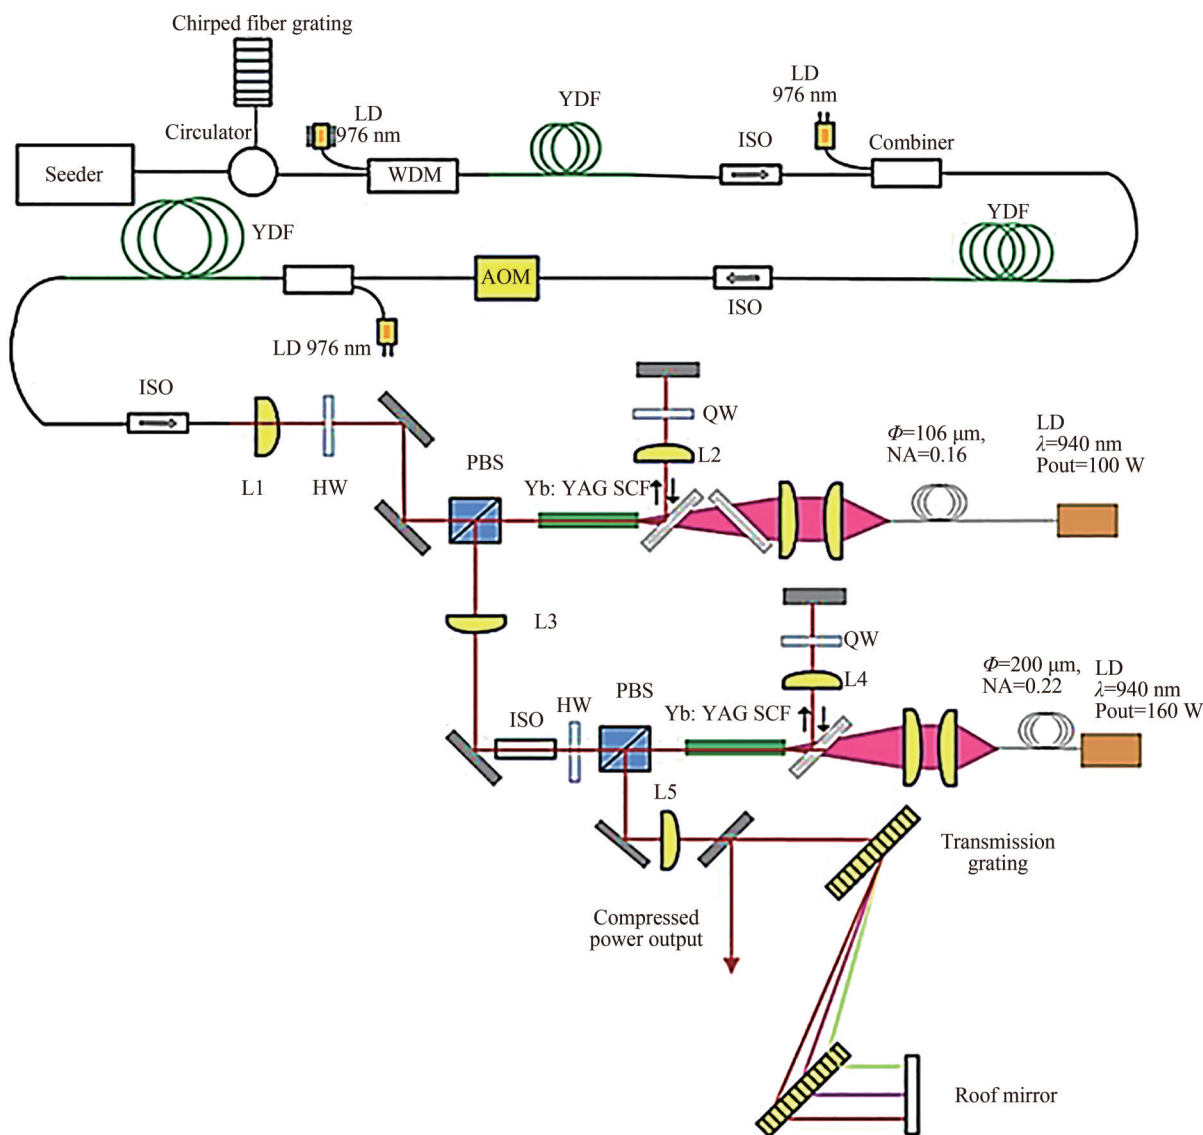 Chirped fiber grating
LD
976 nm
YDF
LD
976 nm
Circulator
ISO
Combiner
Seeder
WDM
YDF
YDF
AOM
ISO
LD 976 nm
ISO
QW
L2
Φ=106 μm,
NA=0.16
LD
λ=940 nm
Pout=100 W
L1
HW
PBS
Yb: YAG SCF
L3
QW
L4
Φ=200 μm,
NA=0.22
LD
λ=940 nm
Pout=160 W
ISO
HW
PBS
Yb: YAG SCF
L5
Transmission
grating
Compressed
power output
Roof mirror